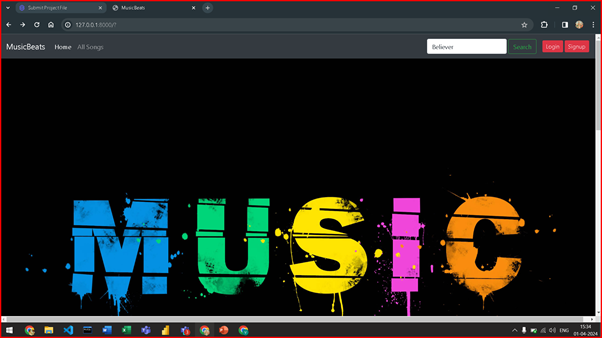 Submit Project File
MusicBeats
127.0.0.1:8000/?
MusicBeats Home All Songs Believer Search Login Signup
MUSIC
ENG
15:34
01-04-2024